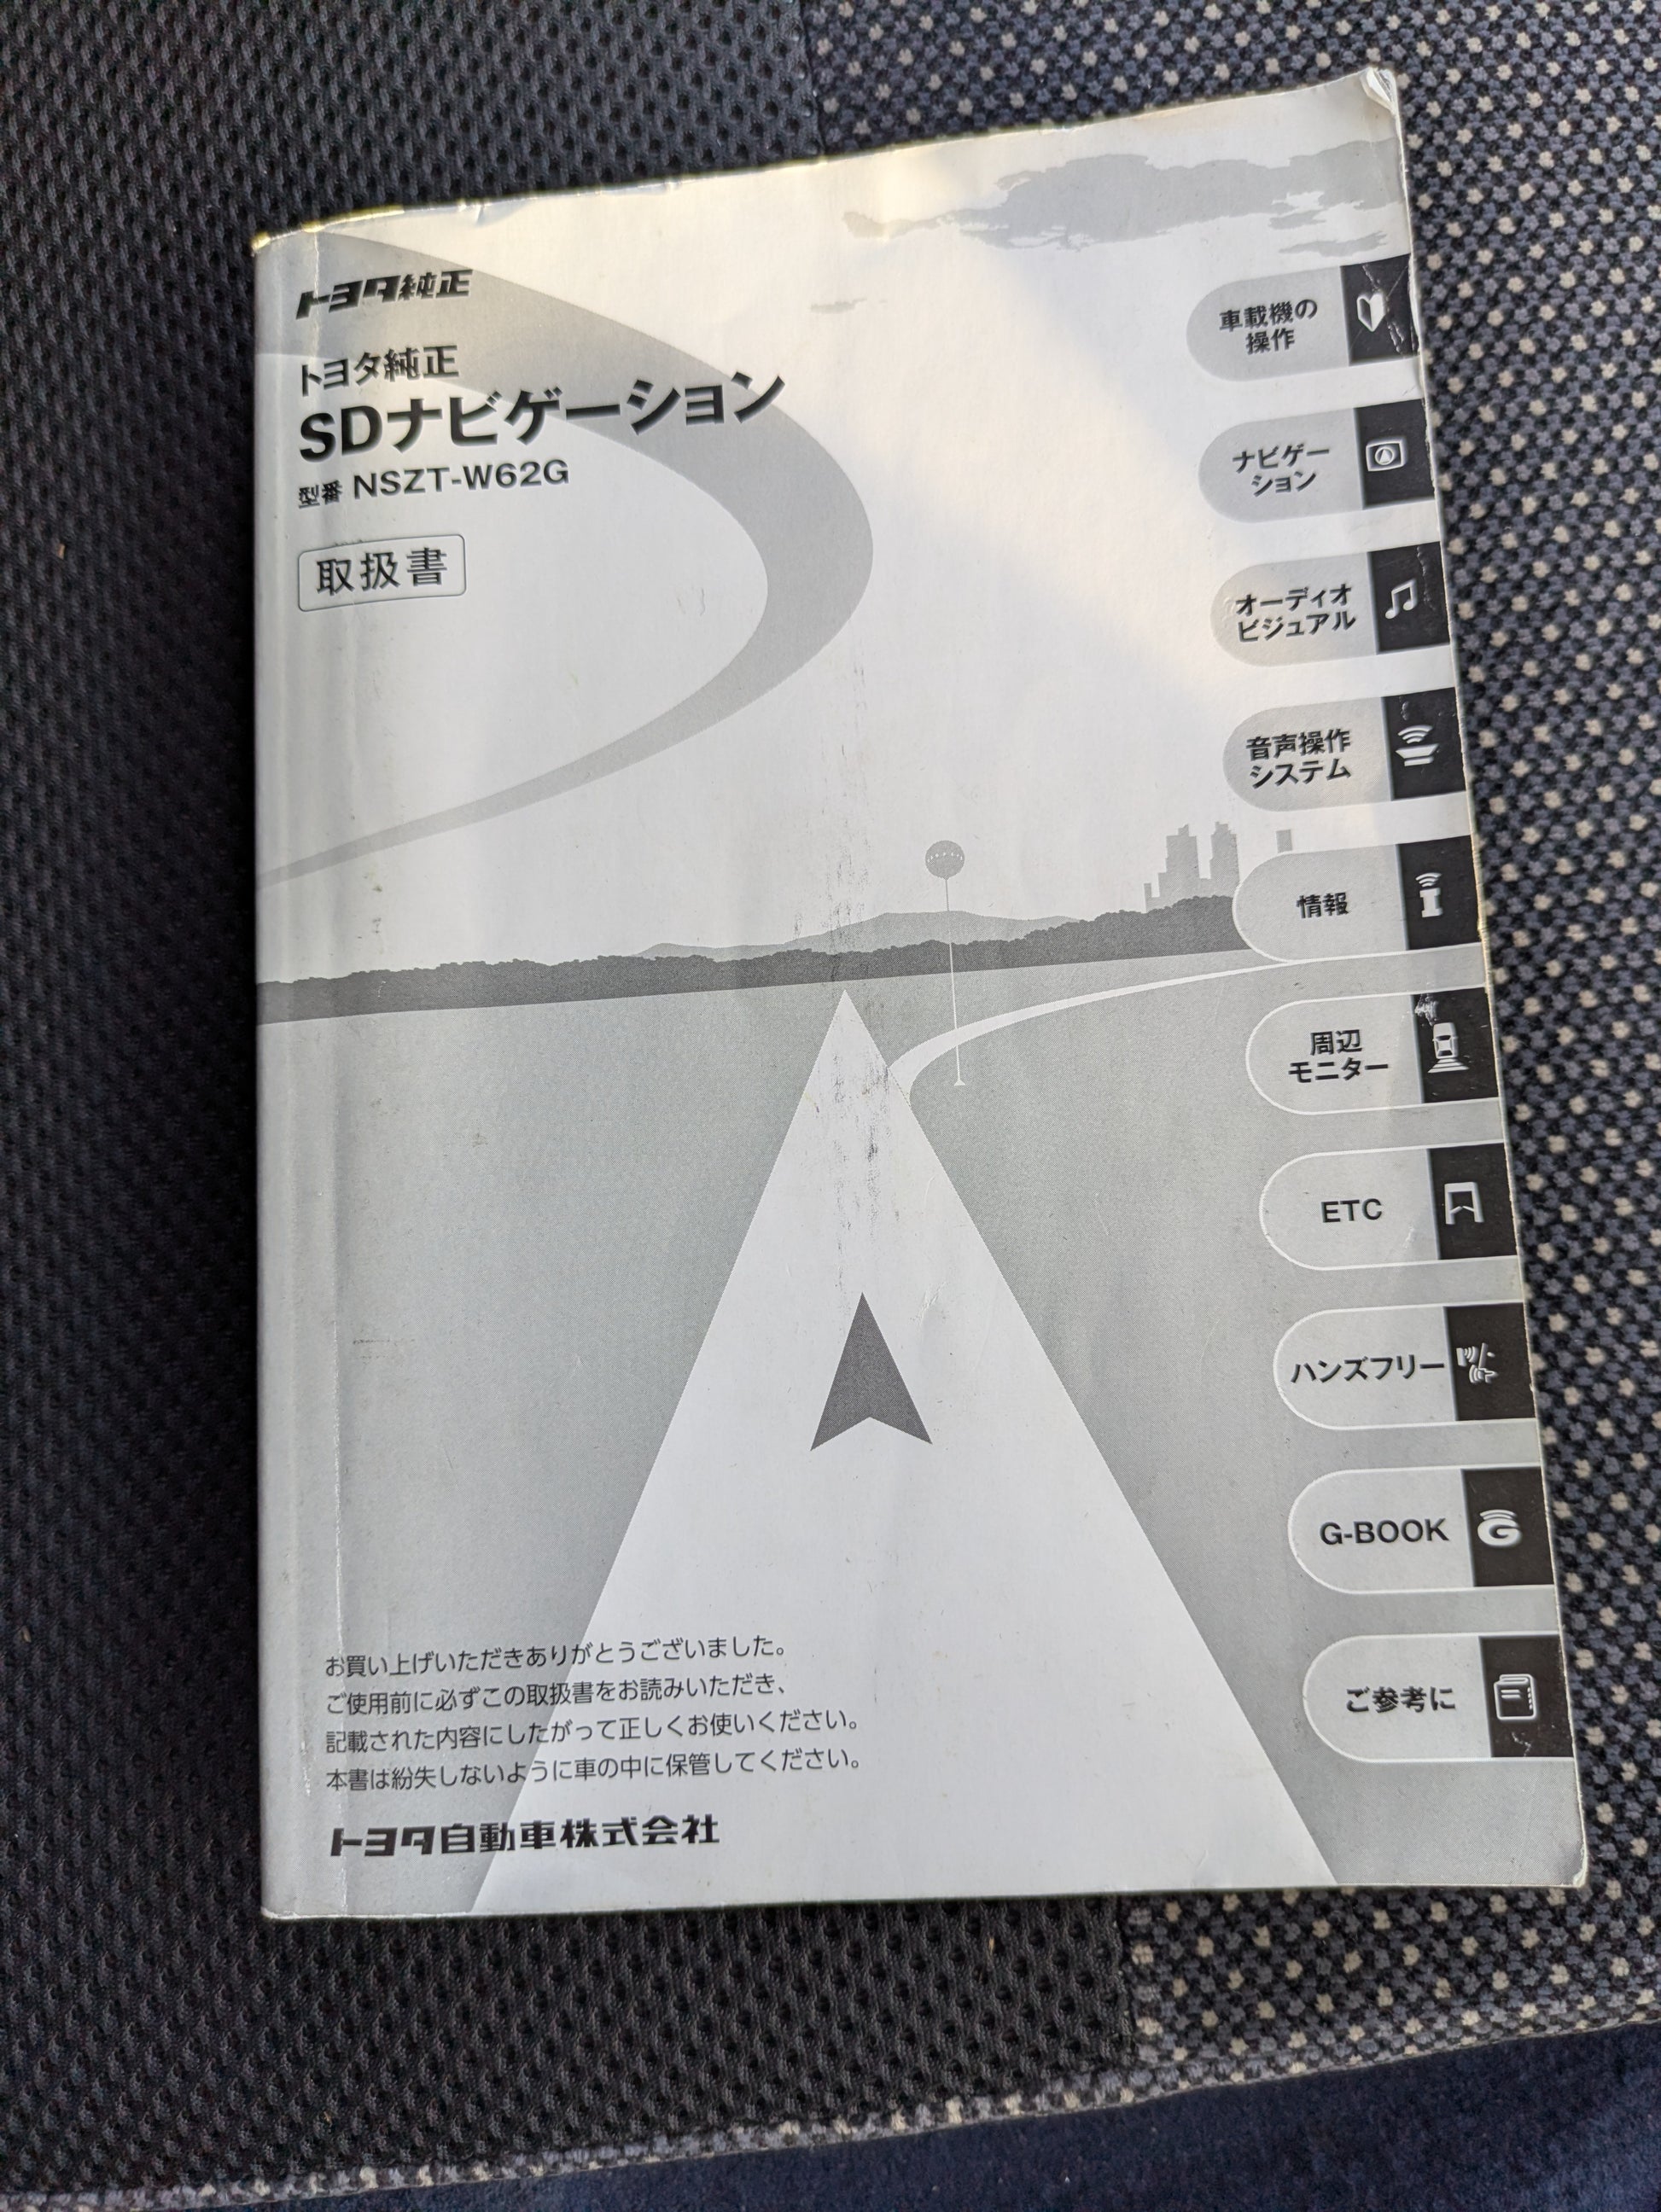 トヨタ純正
トヨタ純正
SDナビゲーション
型番 NSZT-W62G
取扱書
車載機の
操作
ナビゲー
ション
オーディオ
ビジュアル
音声操作
システム
情報
周辺
モニター
ETC
ハンズフリー
G-BOOK
G
ご参考に
お買い上げいただきありがとうございました。
ご使用前に必ずこの取扱書をお読みいただき、
記載された内容にしたがって正しくお使いください。
本書は紛失しないように車の中に保管してください。
トヨタ自動車株式会社